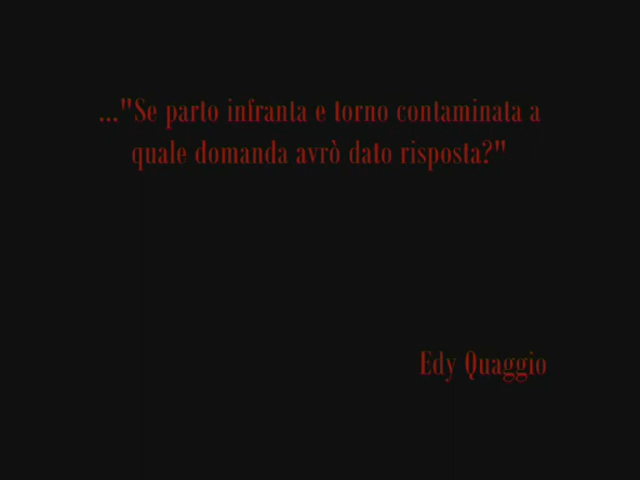 ..."Se parto infranta e torno contaminata a
quale domanda avrò dato risposta?"
Edy Quaggio